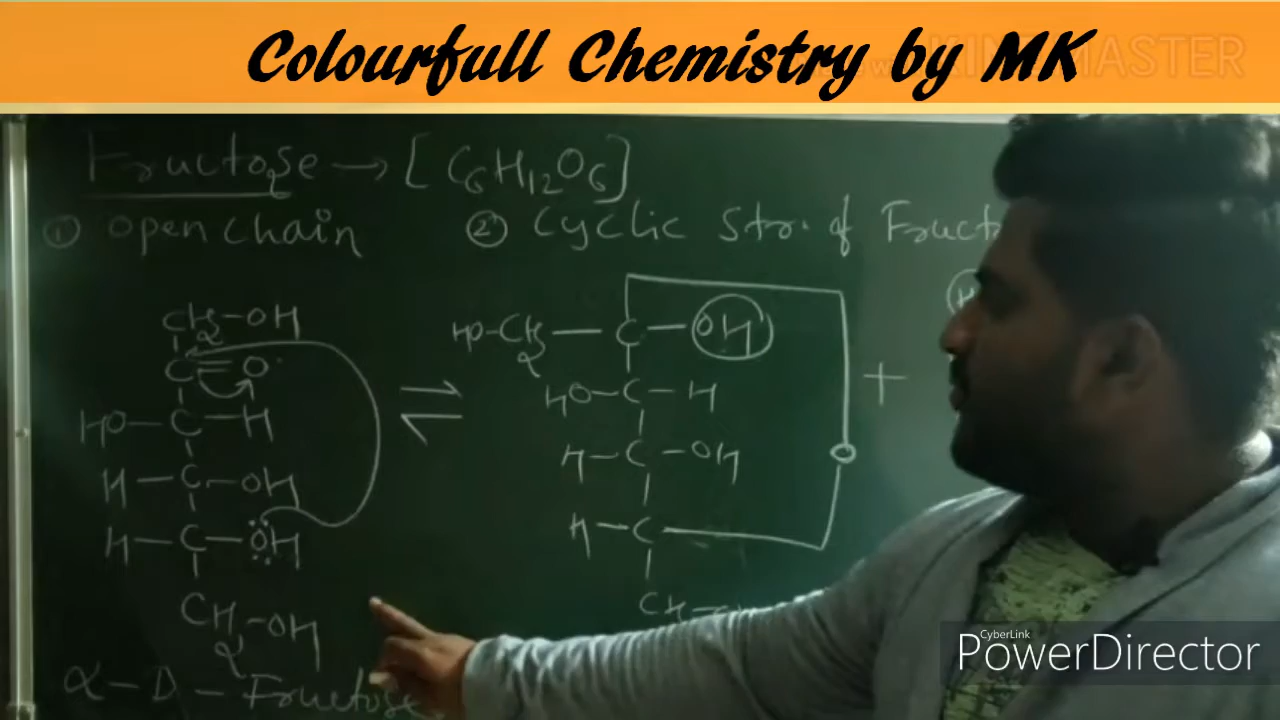 Colourfull Chemistry by MK
Fructose → [C6H12O6]
① Open Chain
② Cyclic Str. of Fruct
CH2-OH
C=O
HO-C-H
H-C-OH
H-C-OH
CH2-OH
⇌
HO-CH2-C-OH
HO-C-H
H-C-OH
H-C
O
+
α-D-Fructose
CyberLink
PowerDirector